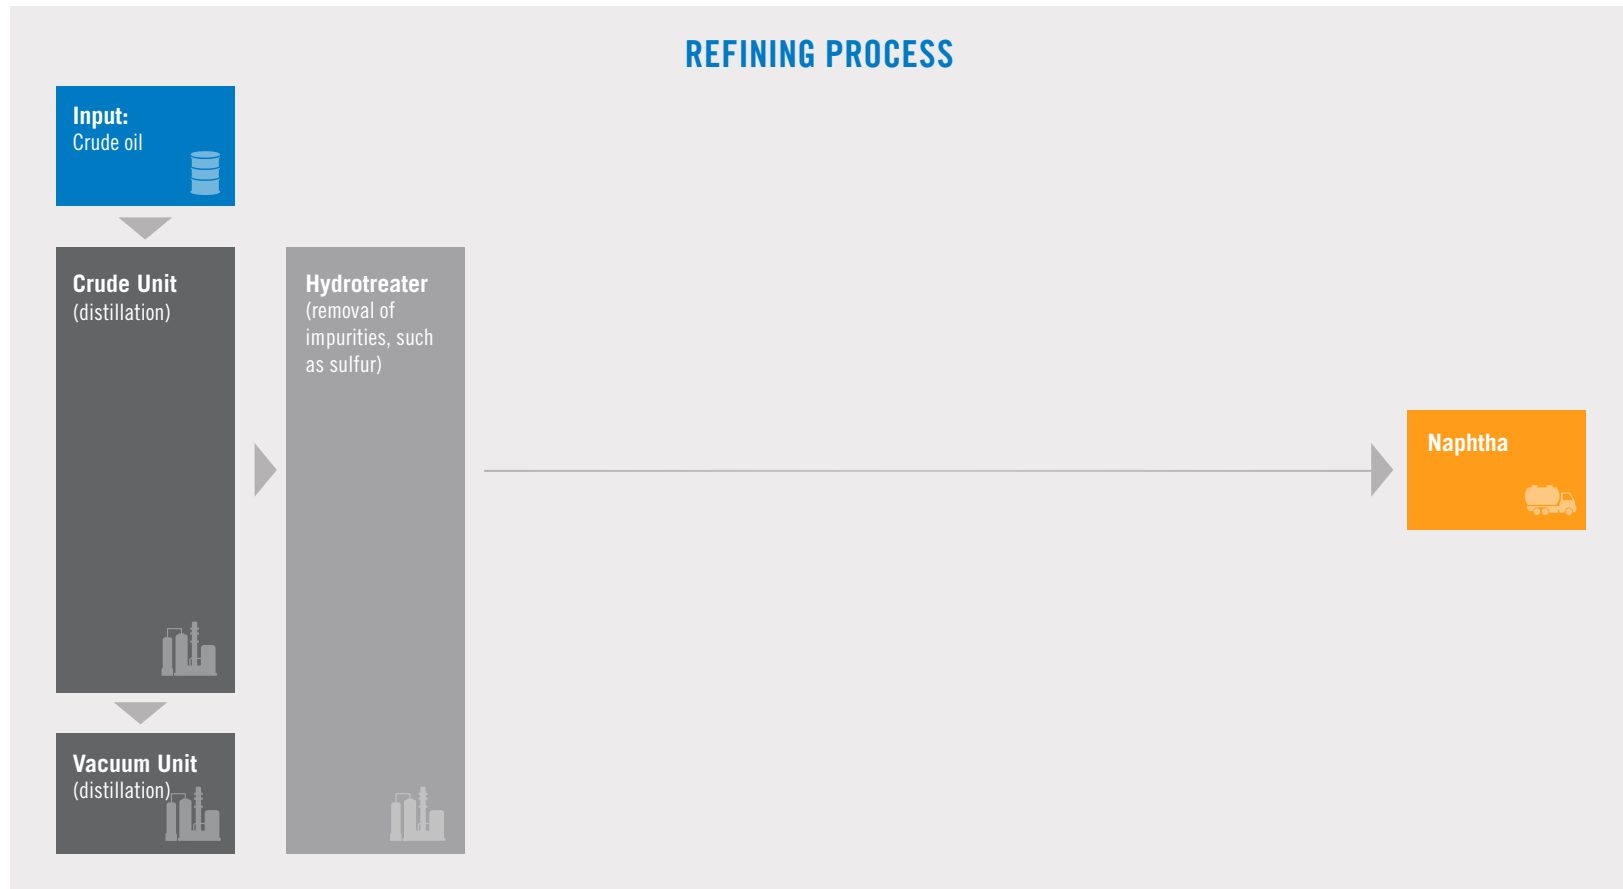 REFINING PROCESS
Input:
Crude oil
Crude Unit
(distillation)
Hydrotreater
(removal of
impurities, such
as sulfur)
Naphtha
Vacuum Unit
(distillation)